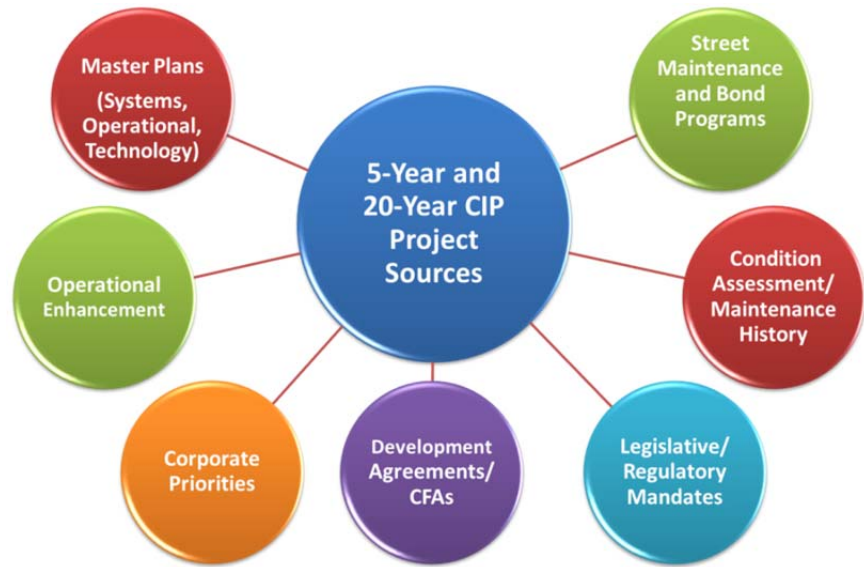 Master Plans
(Systems,
Operational,
Technology)
Street
Maintenance
and Bond
Programs
5-Year and
20-Year CIP
Project
Sources
Operational
Enhancement
Condition
Assessment/
Maintenance
History
Corporate
Priorities
Development
Agreements/
CFAs
Legislative/
Regulatory
Mandates